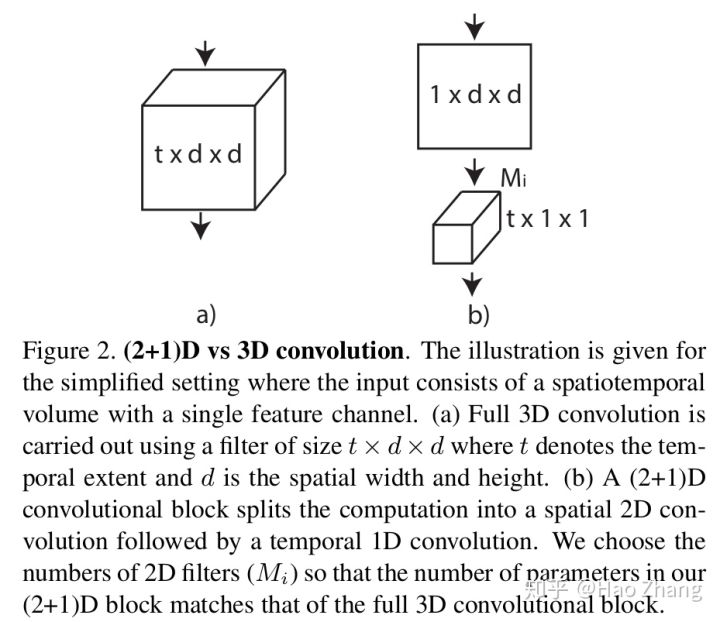 t x d x d
1 x d x d
Mi
t x 1 x 1
a)
b)
Figure 2. (2+1)D vs 3D convolution. The illustration is given for
the simplified setting where the input consists of a spatiotemporal
volume with a single feature channel. (a) Full 3D convolution is
carried out using a filter of size t × d × d where t denotes the tem-
poral extent and d is the spatial width and height. (b) A (2+1)D
convolutional block splits the computation into a spatial 2D con-
volution followed by a temporal 1D convolution. We choose the
numbers of 2D filters (Mi) so that the number of parameters in our
(2+1)D block matches that of the full 3D convolutional block.
知乎 @Hao Zhang